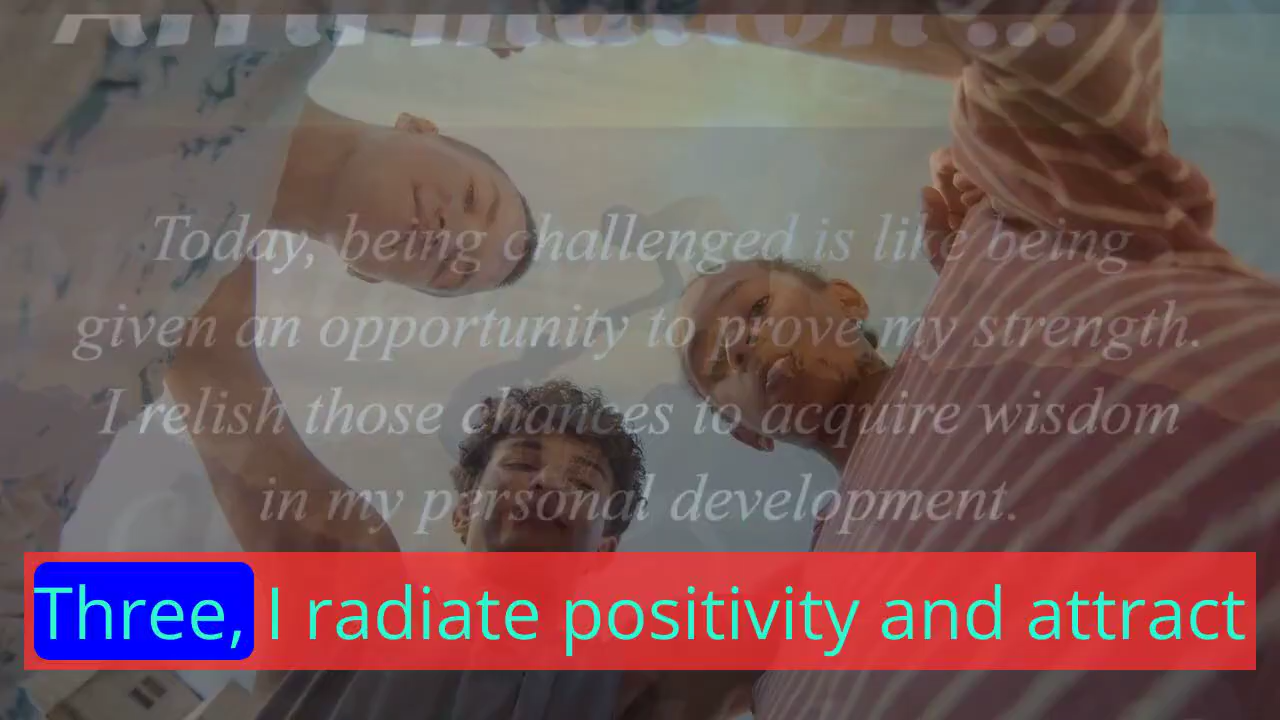 Affirmation...
Today, being challenged is like being
given an opportunity to prove my strength.
I relish those chances to acquire wisdom
in my personal development.
Three, I radiate positivity and attract